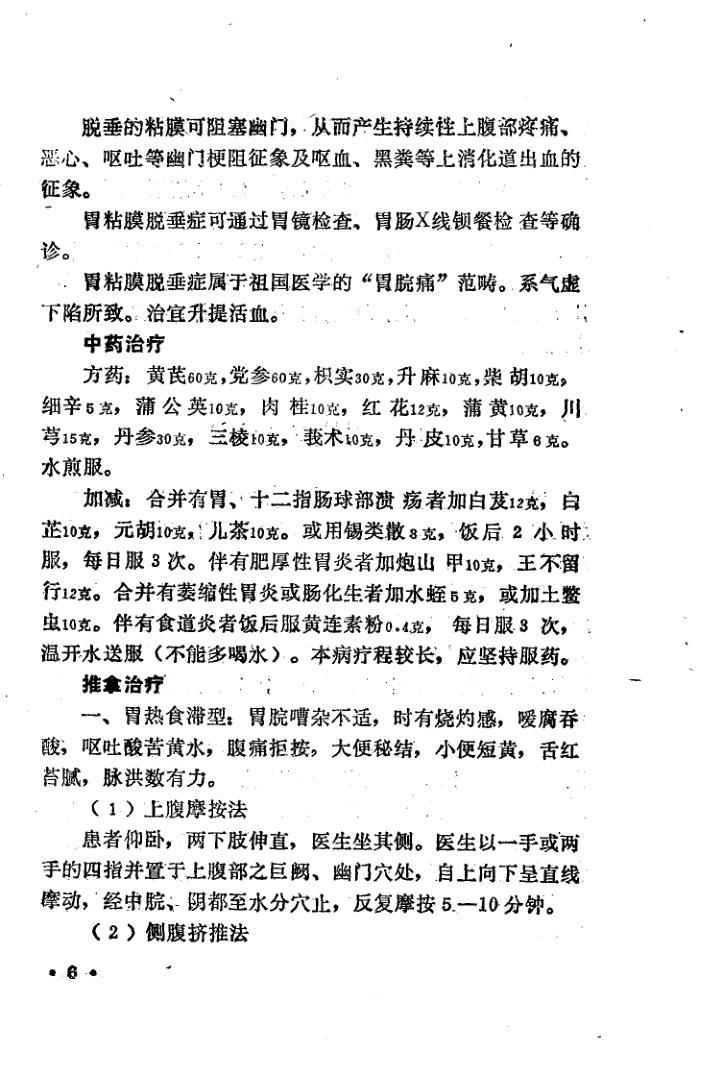 脱垂的粘膜可阻塞幽门，从而产生持续性上腹部疼痛、
恶心、呕吐等幽门梗阻征象及呕血、黑粪等上消化道出血的
征象。
胃粘膜脱垂症可通过胃镜检查、胃肠X线钡餐检查等确
诊。
胃粘膜脱垂症属于祖国医学的“胃脘痛”范畴。系气虚
下陷所致。治宜升提活血。
中药治疗
方药：黄芪60克，党参60克，枳实30克，升麻10克，柴胡10克，
细辛5克，蒲公英10克，肉桂10克，红花12克，蒲黄10克，川
芎15克，丹参30克，三棱10克，莪术10克，丹皮10克，甘草6克。
水煎服。
加减：合并有胃、十二指肠球部溃疡者加白芨12克，白
芷10克，元胡10克，儿茶10克。或用锡类散8克，饭后2小时
服，每日服3次。伴有肥厚性胃炎者加炮山甲10克，王不留
行12克。合并有萎缩性胃炎或肠化生者加水蛭5克，或加土鳖
虫10克。伴有食道炎者饭后服黄连素粉0.4克，每日服3次，
温开水送服（不能多喝水）。本病疗程较长，应坚持服药。
推拿治疗
一、胃热食滞型：胃脘嘈杂不适，时有烧灼感，嗳腐吞
酸，呕吐酸苦黄水，腹痛拒按，大便秘结，小便短黄，舌红
苔腻，脉洪数有力。
（1）上腹摩按法
患者仰卧，两下肢伸直，医生坐其侧。医生以一手或两
手的四指并置于上腹部之巨阙、幽门穴处，自上向下呈直线
摩动，经中脘、阴都至水分穴止，反复摩按5—10分钟。
（2）侧腹挤推法
•6•